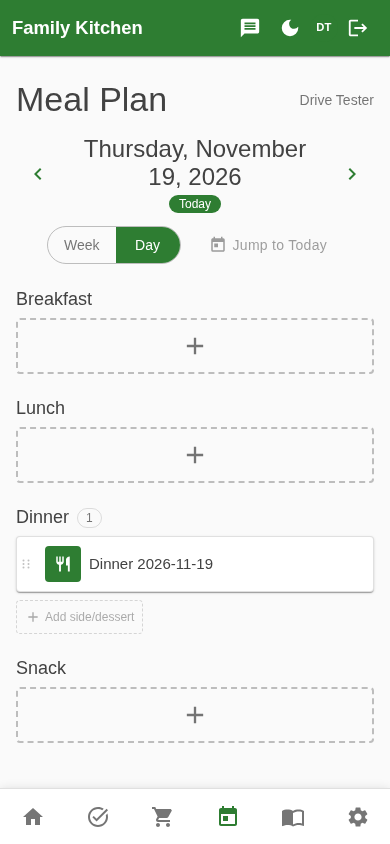 Family Kitchen
DT
Meal Plan
Drive Tester
Thursday, November
19, 2026
Today
Week
Day
Jump to Today
Breakfast
Lunch
Dinner 1
Dinner 2026-11-19
Add side/dessert
Snack